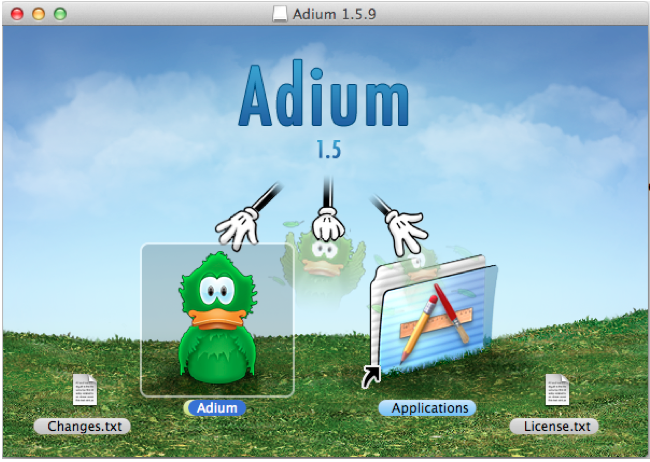 Adium 1.5.9
Adium
1.5
Adium
Applications
Changes.txt
License.txt